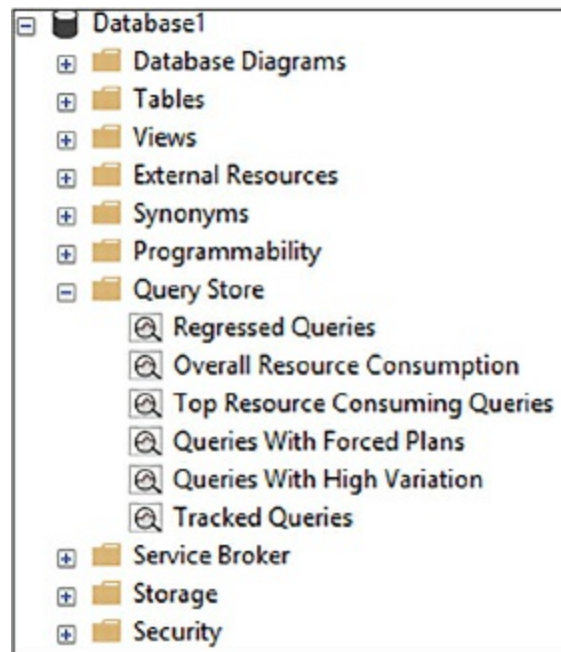 Database1
Database Diagrams
Tables
Views
External Resources
Synonyms
Programmability
Query Store
Regressed Queries
Overall Resource Consumption
Top Resource Consuming Queries
Queries With Forced Plans
Queries With High Variation
Tracked Queries
Service Broker
Storage
Security